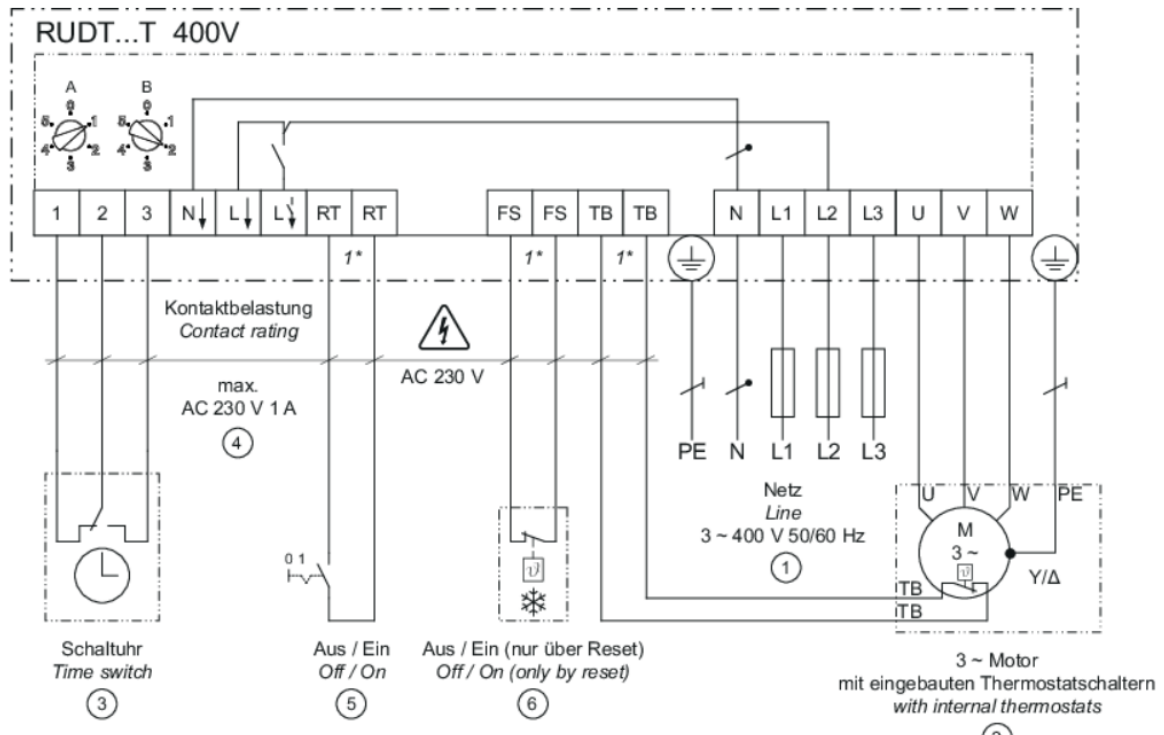 RUDT...T 400V
A B
0 0
5 1 5 1
4 2 4 2
3 3
1 2 3 N L L RT RT FS FS TB TB N L1 L2 L3 U V W
1* 1* 1*
Kontaktbelastung
Contact rating
AC 230 V
max.
AC 230 V 1 A
4
PE N L1 L2 L3
Netz
Line
3 ~ 400 V 50/60 Hz
1
U V W PE
M
3 ~
ϑ
Y/Δ
TB
TB
0 1
ϑ
Schaltuhr
Time switch
3
Aus / Ein
Off / On
5
Aus / Ein (nur über Reset)
Off / On (only by reset)
6
3 ~ Motor
mit eingebauten Thermostatschaltern
with internal thermostats